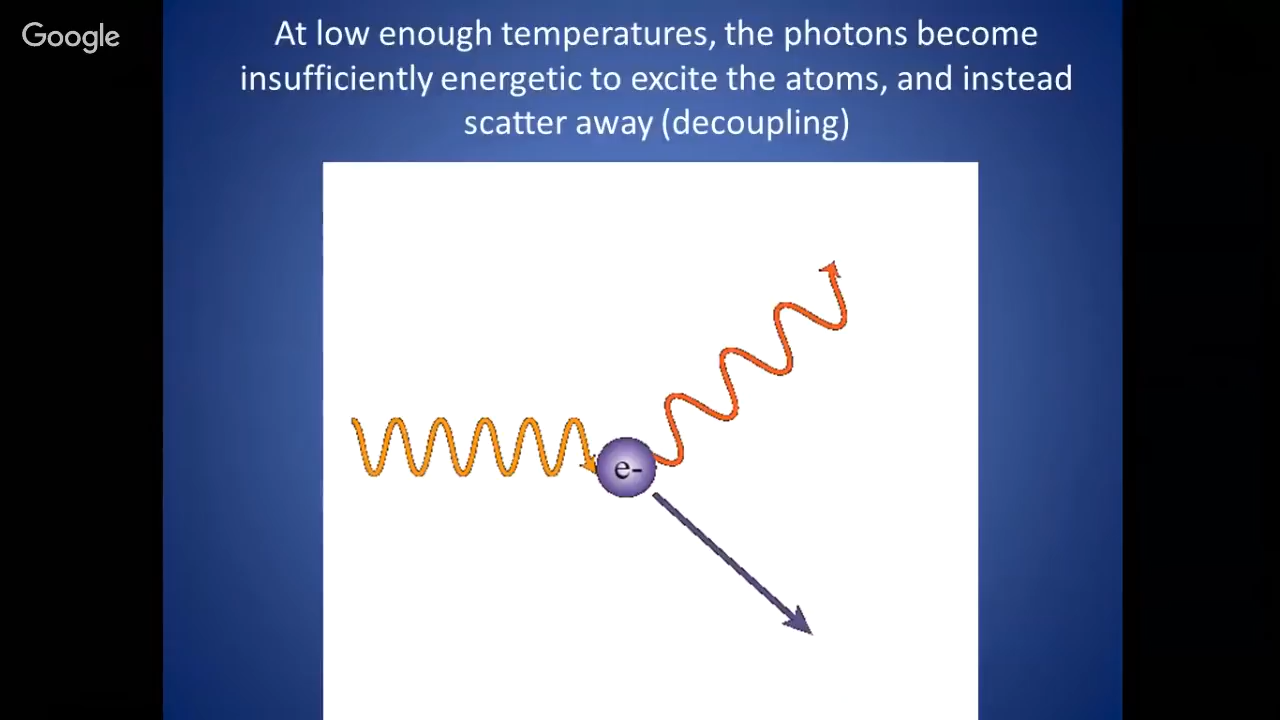 Google
At low enough temperatures, the photons become
insufficiently energetic to excite the atoms, and instead
scatter away (decoupling)
e-